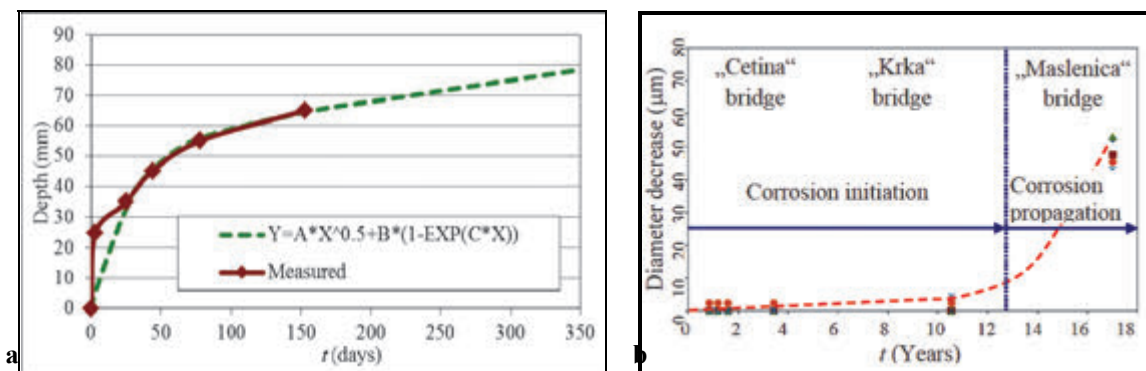 90
80
70
60
50
40
30
20
10
0
Depth (mm)
Y=A*X^0.5+B*(1-EXP(C*X))
Measured
0 50 100 150 200 250 300 350
t (days)
a
80
70
60
50
40
30
20
10
0
Diameter decrease (µm)
„Cetina“ „Krka“ „Maslenica“
bridge bridge bridge
Corrosion initiation
Corrosion
propagation
0 2 4 6 8 10 12 14 16 18
t (Years)
b